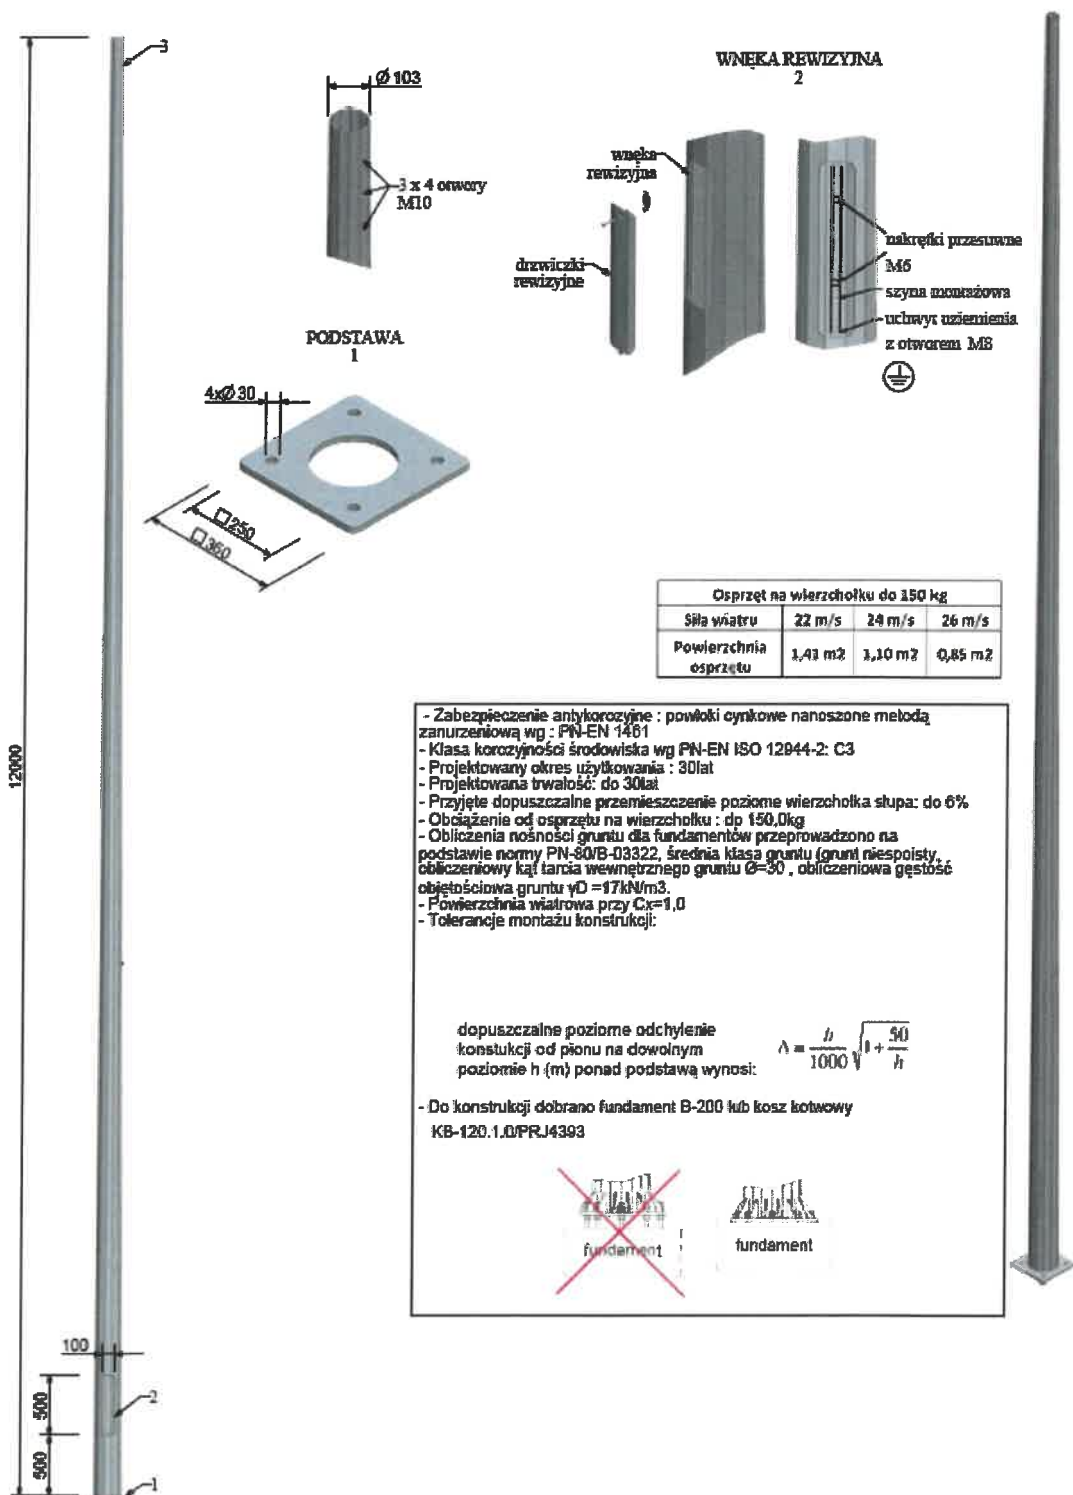 3
Ø 103
3 x 4 otwory
M10
WNĘKA REWIZYJNA
2
wnęka
rewizyjna
drzwiczki
rewizyjne
nakrętki przesuwne
M6
szyna montażowa
uchwyt uziemienia
z otworem M8
PODSTAWA
1
4xØ 30
□250
□360
Osprzęt na wierzchołku do 150 kg
Siła wiatru 22 m/s 24 m/s 26 m/s
Powierzchnia osprzętu 1,41 m2 1,10 m2 0,85 m2
12000
- Zabezpieczenie antykorozyjne : powłoki cynkowe nanoszone metodą
zanurzeniową wg : PN-EN 1461
- Klasa korozyjności środowiska wg PN-EN ISO 12944-2: C3
- Projektowany okres użytkowania : 30lat
- Projektowana trwałość: do 30lat
- Przyjęte dopuszczalne przemieszczenie poziome wierzchołka słupa: do 6%
- Obciążenie od osprzętu na wierzchołku : do 150,0kg
- Obliczenia nośności gruntu dla fundamentów przeprowadzono na
podstawie normy PN-80/B-03322, średnia klasa gruntu (grunt niespoisty,
obliczeniowy kąt tarcia wewnętrznego gruntu Ø=30 , obliczeniowa gęstość
objętościowa gruntu γD =17kN/m3.
- Powierzchnia wiatrowa przy Cx=1,0
- Tolerancje montażu konstrukcji:
dopuszczalne poziome odchylenie
konstukcji od pionu na dowolnym
poziomie h (m) ponad podstawą wynosi:
Δ = h/1000 √(1 + 50/h)
- Do konstrukcji dobrano fundament B-200 lub kosz kotwowy
KB-120.1.0/PRJ4393
fundament
fundament
100
500
2
500
1